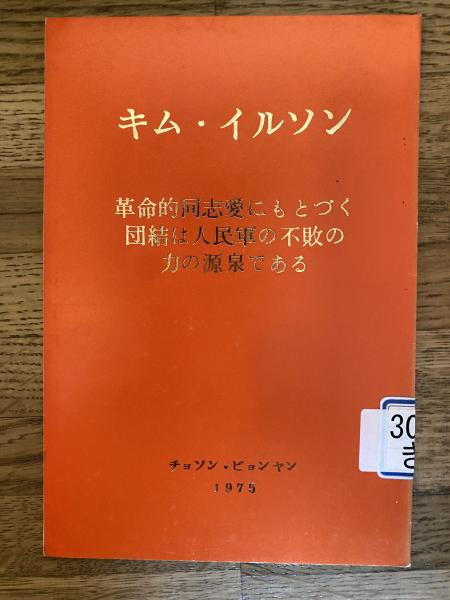 キム・イルソン
革命的同志愛にもとづく
団結は人民軍の不敗の
力の源泉である
30
き
チョソン・ピョンヤン
1975